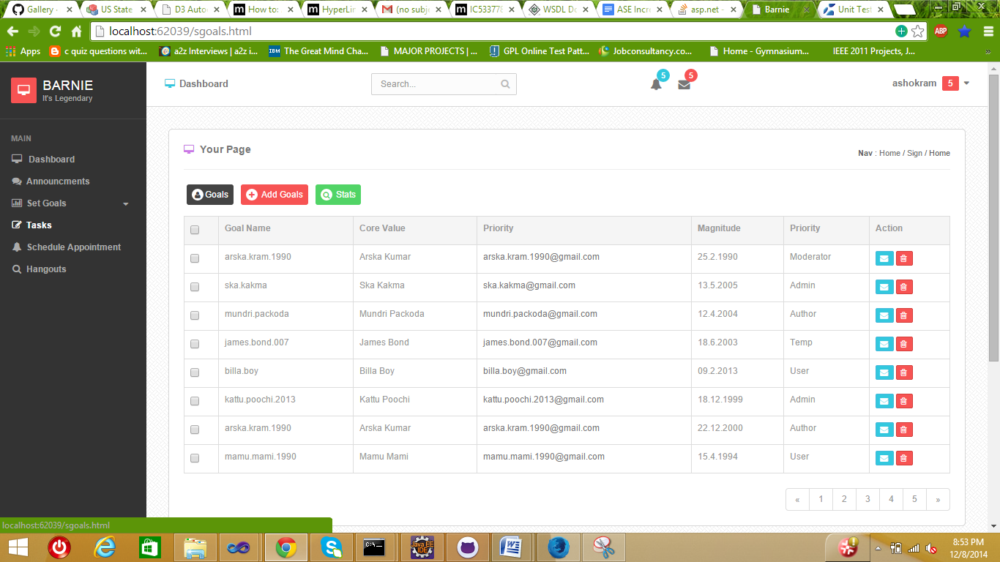 Gallery -
US State
D3 Auto
How to:
HyperLin
(no subje
IC533778
WSDL Do
ASE Incre
asp.net -
Barnie
Unit Test
localhost:62039/sgoals.html
ABP
Apps
c quiz questions wit...
a2z Interviews | a2z i...
IBM The Great Mind Cha...
MAJOR PROJECTS | ...
GPL Online Test Patt...
Jobconsultancy.co...
Home - Gymnasium...
IEEE 2011 Projects, J...
»
BARNIE
It's Legendary
Dashboard
Search...
5
5
ashokram 5
MAIN
Dashboard
Announcments
Set Goals
Tasks
Schedule Appointment
Hangouts
Your Page
Nav : Home / Sign / Home
Goals
Add Goals
Stats
Goal Name Core Value Priority Magnitude Priority Action
arska.kram.1990 Arska Kumar arska.kram.1990@gmail.com 25.2.1990 Moderator
ska.kakma Ska Kakma ska.kakma@gmail.com 13.5.2005 Admin
mundri.packoda Mundri Packoda mundri.packoda@gmail.com 12.4.2004 Author
james.bond.007 James Bond james.bond.007@gmail.com 18.6.2003 Temp
billa.boy Billa Boy billa.boy@gmail.com 09.2.2013 User
kattu.poochi.2013 Kattu Poochi kattu.poochi.2013@gmail.com 18.12.1999 Admin
arska.kram.1990 Arska Kumar arska.kram.1990@gmail.com 22.12.2000 Author
mamu.mami.1990 Mamu Mami mamu.mami.1990@gmail.com 15.4.1994 User
« 1 2 3 4 5 »
localhost:62039/sgoals.html
C:\
Java EE
IDE
8:53 PM
12/8/2014